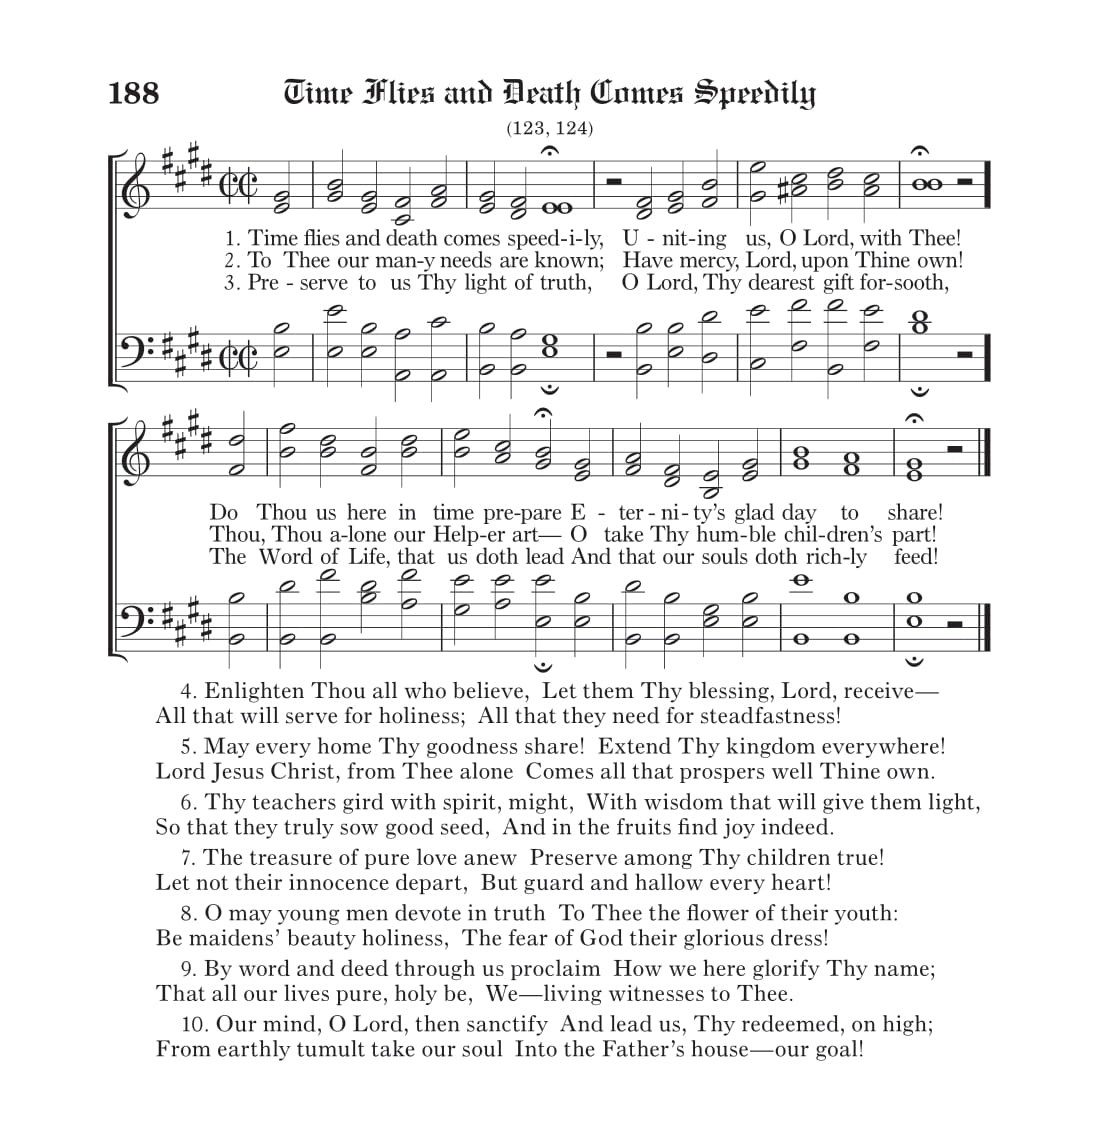 188 Time Flies and Death Comes Speedily
(123, 124)
1. Time flies and death comes speed-i-ly, U - nit-ing us, O Lord, with Thee!
2. To Thee our man-y needs are known; Have mercy, Lord, upon Thine own!
3. Pre - serve to us Thy light of truth, O Lord, Thy dearest gift for-sooth,
Do Thou us here in time pre-pare E - ter - ni - ty's glad day to share!
Thou, Thou a-lone our Help-er art— O take Thy hum-ble chil-dren's part!
The Word of Life, that us doth lead And that our souls doth rich-ly feed!
4. Enlighten Thou all who believe, Let them Thy blessing, Lord, receive—
All that will serve for holiness; All that they need for steadfastness!
5. May every home Thy goodness share! Extend Thy kingdom everywhere!
Lord Jesus Christ, from Thee alone Comes all that prospers well Thine own.
6. Thy teachers gird with spirit, might, With wisdom that will give them light,
So that they truly sow good seed, And in the fruits find joy indeed.
7. The treasure of pure love anew Preserve among Thy children true!
Let not their innocence depart, But guard and hallow every heart!
8. O may young men devote in truth To Thee the flower of their youth:
Be maidens' beauty holiness, The fear of God their glorious dress!
9. By word and deed through us proclaim How we here glorify Thy name;
That all our lives pure, holy be, We—living witnesses to Thee.
10. Our mind, O Lord, then sanctify And lead us, Thy redeemed, on high;
From earthly tumult take our soul Into the Father's house—our goal!